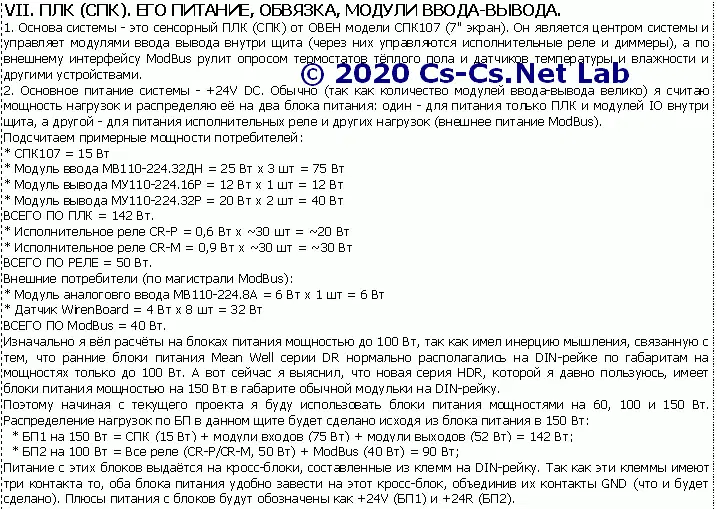 VII. ПЛК (СПК). ЕГО ПИТАНИЕ, ОБВЯЗКА, МОДУЛИ ВВОДА-ВЫВОДА.
1. Основа системы - это сенсорный ПЛК (СПК) от ОВЕН модели СПК107 (7" экран). Он является центром системы и
управляет модулями ввода вывода внутри щита (через них управляются исполнительные реле и диммеры), а по
внешнему интерфейсу ModBus рулит опросом термостатов тёплого пола и датчиков температуры и влажности и
другими устройствами.
© 2020 Cs-Cs.Net Lab
2. Основное питание системы - +24V DC. Обычно (так как количество модулей ввода-вывода велико) я считаю
мощность нагрузок и распределяю её на два блока питания: один - для питания только ПЛК и модулей IO внутри
щита, а другой - для питания исполнительных реле и других нагрузок (внешнее питание ModBus).
Подсчитаем примерные мощности потребителей:
* СПК107 = 15 Вт
* Модуль ввода МВ110-224.32ДН = 25 Вт x 3 шт = 75 Вт
* Модуль вывода МУ110-224.16Р = 12 Вт x 1 шт = 12 Вт
* Модуль вывода МУ110-224.32Р = 20 Вт x 2 шт = 40 Вт
ВСЕГО ПО ПЛК = 142 Вт.
* Исполнительное реле CR-P = 0,6 Вт x ~30 шт = ~20 Вт
* Исполнительное реле CR-M = 0,9 Вт x ~30 шт = ~30 Вт
ВСЕГО ПО РЕЛЕ = 50 Вт.
Внешние потребители (по магистрали ModBus):
* Модуль аналогвго ввода МВ110-224.8А = 6 Вт x 1 шт = 6 Вт
* Датчик WirenBoard = 4 Вт x 8 шт = 32 Вт
ВСЕГО ПО ModBus = 40 Вт.
Изначально я вёл расчёты на блоках питания мощностью до 100 Вт, так как имел инерцию мышления, связанную с
тем, что ранние блоки питания Mean Well серии DR нормально располагались на DIN-рейке по габаритам на
мощностях только до 100 Вт. А вот сейчас я выяснил, что новая серия HDR, которой я давно пользуюсь, имеет
блоки питания мощностью на 150 Вт в габарите обычной модульки на DIN-рейку.
Поэтому начиная с текущего проекта я буду использовать блоки питания мощностями на 60, 100 и 150 Вт.
Распределение нагрузок по БП в данном щите будет сделано исходя из блока питания в 150 Вт:
* БП1 на 150 Вт = СПК (15 Вт) + модули входов (75 Вт) + модули выходов (52 Вт) = 142 Вт;
* БП2 на 100 Вт = Все реле (CR-P/CR-M, 50 Вт) + ModBus (40 Вт) = 90 Вт;
Питание с этих блоков выдаётся на кросс-блоки, составленные из клемм на DIN-рейку. Так как эти клеммы имеют
три контакта то, оба блока питания удобно завести на этот кросс-блок, объединив их контакты GND (что и будет
сделано). Плюсы питания с блоков будут обозначены как +24V (БП1) и +24R (БП2).